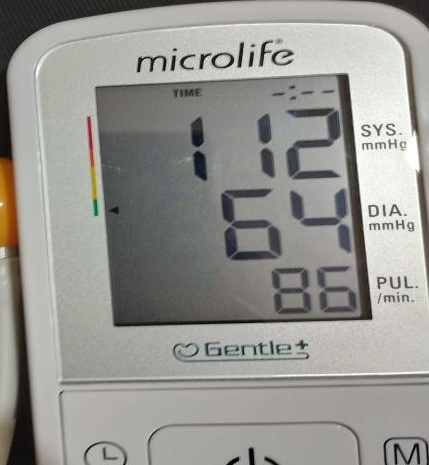 microlife®
TIME --:--
112 SYS. mmHg
64 DIA. mmHg
86 PUL. /min.
Gentle+
M